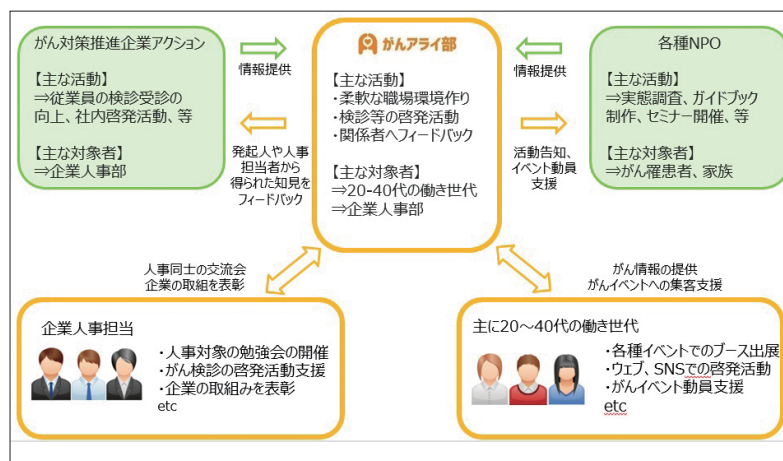 がん対策推進企業アクション
【主な活動】
⇒従業員の検診受診の
向上、社内啓発活動、等
【主な対象者】
⇒企業人事部
情報提供
発起人や人事
担当者から
得られた知見を
フィードバック
がんアライ部
【主な活動】
・柔軟な職場環境作り
・検診等の啓発活動
・関係者へフィードバック
【主な対象者】
⇒20-40代の働き世代
⇒企業人事部
情報提供
活動告知、
イベント動員
支援
各種NPO
【主な活動】
⇒実態調査、ガイドブック
制作、セミナー開催、等
【主な対象者】
⇒がん罹患者、家族
人事同士の交流会
企業の取組を表彰
がん情報の提供
がんイベントへの集客支援
企業人事担当
・人事対象の勉強会の開催
・がん検診の啓発活動支援
・企業の取組みを表彰
etc
主に20～40代の働き世代
・各種イベントでのブース出展
・ウェブ、SNSでの啓発活動
・がんイベント動員支援
etc